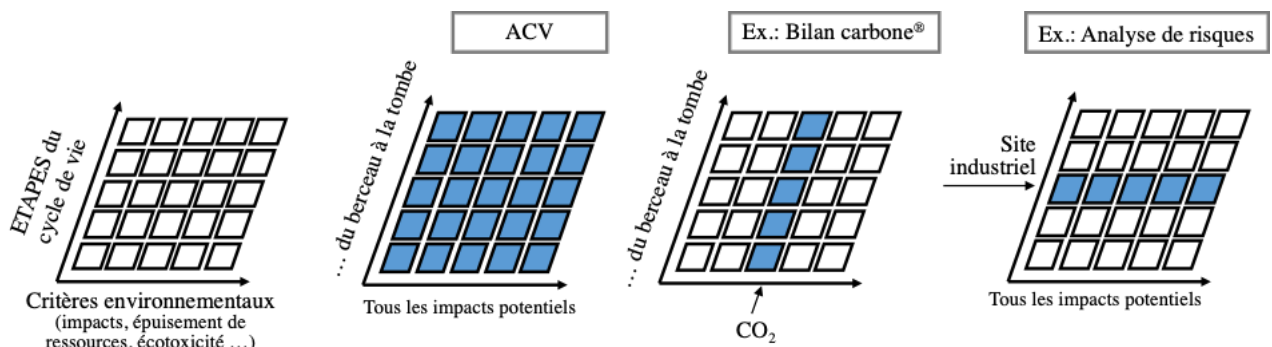 ACV
Ex.: Bilan carbone®
Ex.: Analyse de risques
ETAPES du
cycle de vie
Critères environnementaux
(impacts, épuisement de
ressources, écotoxicité ...)
... du berceau à la tombe
Tous les impacts potentiels
... du berceau à la tombe
CO₂
Site
industriel
Tous les impacts potentiels